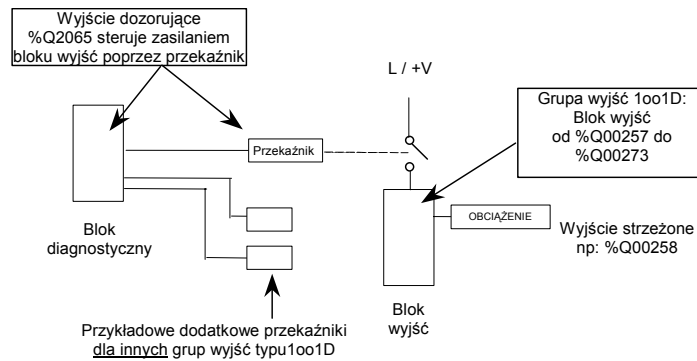 Wyjście dozorujące
%Q2065 steruje zasilaniem
bloku wyjść poprzez przekaźnik
L / +V
Grupa wyjść 1oo1D:
Blok wyjść
od %Q00257 do
%Q00273
Przekaźnik
OBCIĄŻENIE
Wyjście strzeżone
np: %Q00258
Blok
diagnostyczny
Blok
wyjść
Przykładowe dodatkowe przekaźniki
dla innych grup wyjść typu1oo1D